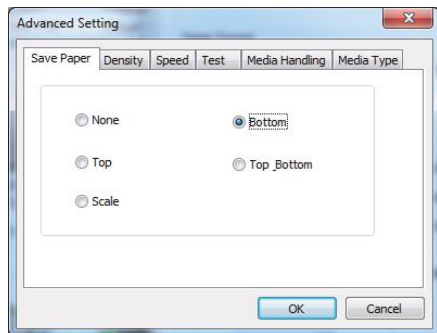 Advanced Setting
Save Paper Density Speed Test Media Handling Media Type
None Bottom
Top Top_Bottom
Scale
OK Cancel